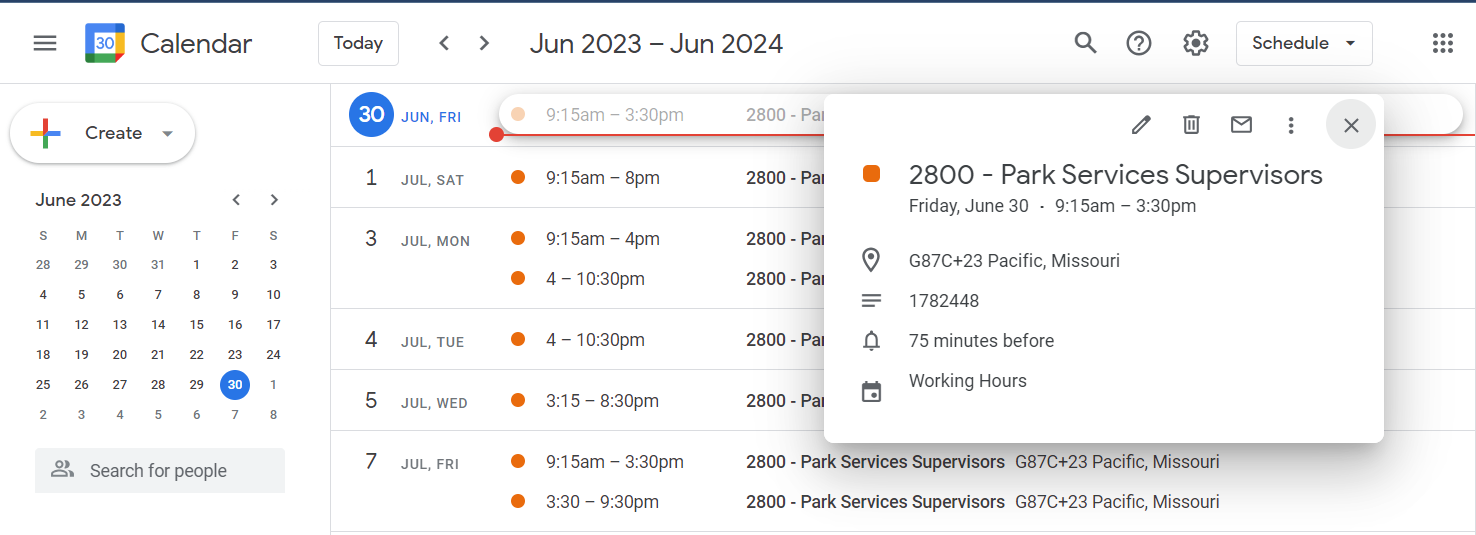 30
Calendar
Today
Jun 2023 – Jun 2024
Schedule
Create
June 2023
S M T W T F S
28 29 30 31 1 2 3
4 5 6 7 8 9 10
11 12 13 14 15 16 17
18 19 20 21 22 23 24
25 26 27 28 29 30 1
2 3 4 5 6 7 8
Search for people
30 JUN, FRI 9:15am – 3:30pm 2800 - Par
1 JUL, SAT 9:15am – 8pm 2800 - Par
3 JUL, MON 9:15am – 4pm 2800 - Par
4 – 10:30pm 2800 - Par
4 JUL, TUE 4 – 10:30pm 2800 - Par
5 JUL, WED 3:15 – 8:30pm 2800 - Par
7 JUL, FRI 9:15am – 3:30pm 2800 - Park Services Supervisors G87C+23 Pacific, Missouri
3:30 – 9:30pm 2800 - Park Services Supervisors G87C+23 Pacific, Missouri
2800 - Park Services Supervisors
Friday, June 30 · 9:15am – 3:30pm
G87C+23 Pacific, Missouri
1782448
75 minutes before
Working Hours